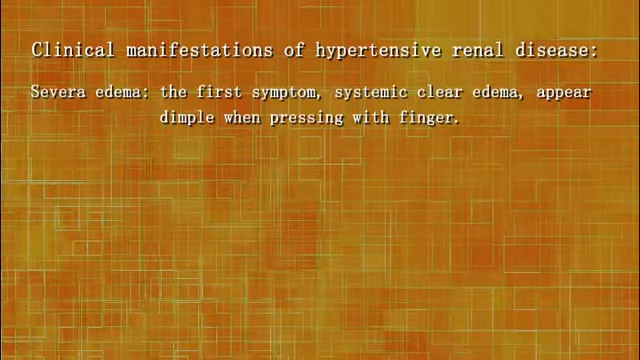 Clinical manifestations of hypertensive renal disease:
Severa edema: the first symptom, systemic clear edema, appear
dimple when pressing with finger.